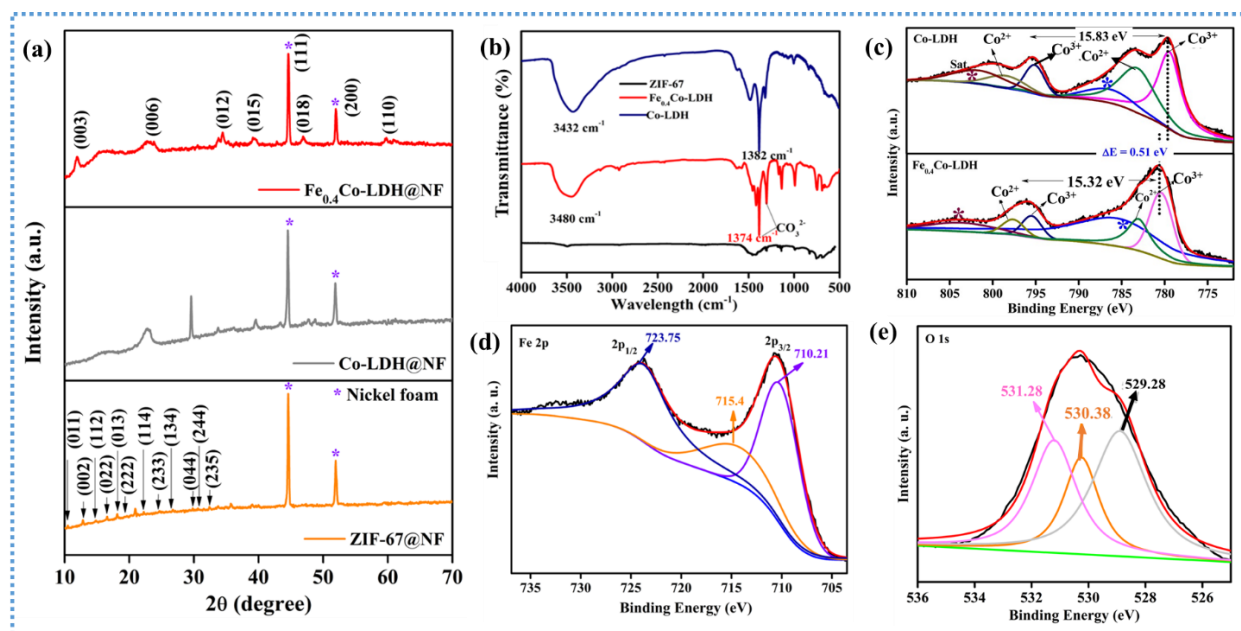 (a)
Intensity (a.u.)
(003)
(006)
(012)
(015)
*
(111)
(018)
*
(200)
(110)
Fe0.4Co-LDH@NF
*
*
Co-LDH@NF
*
* Nickel foam
*
(011)
(002)
(112)
(022)
(013)
(222)
(114)
(233)
(134)
(044)
(244)
(235)
ZIF-67@NF
10 20 30 40 50 60 70
2θ (degree)
(b)
Transmittance (%)
ZIF-67
Fe0.4Co-LDH
Co-LDH
3432 cm-1
1382 cm-1
3480 cm-1
CO32-
1374 cm-1
4000 3500 3000 2500 2000 1500 1000 500
Wavelength (cm-1)
(c)
Intensity (a.u.)
Co-LDH
Co2+
15.83 eV
Co3+
Co2+
Co3+
Sat.
*
*
ΔE = 0.51 eV
Fe0.4Co-LDH
15.32 eV
Co2+
Co3+
Co2+
Co3+
*
*
810 805 800 795 790 785 780 775
Binding Energy (eV)
(d)
Intensity (a. u.)
Fe 2p
2p1/2
723.75
2p3/2
710.21
715.4
735 730 725 720 715 710 705
Binding Energy (eV)
(e)
Intensity (a. u.)
O 1s
531.28
530.38
529.28
536 534 532 530 528 526
Binding Energy (eV)